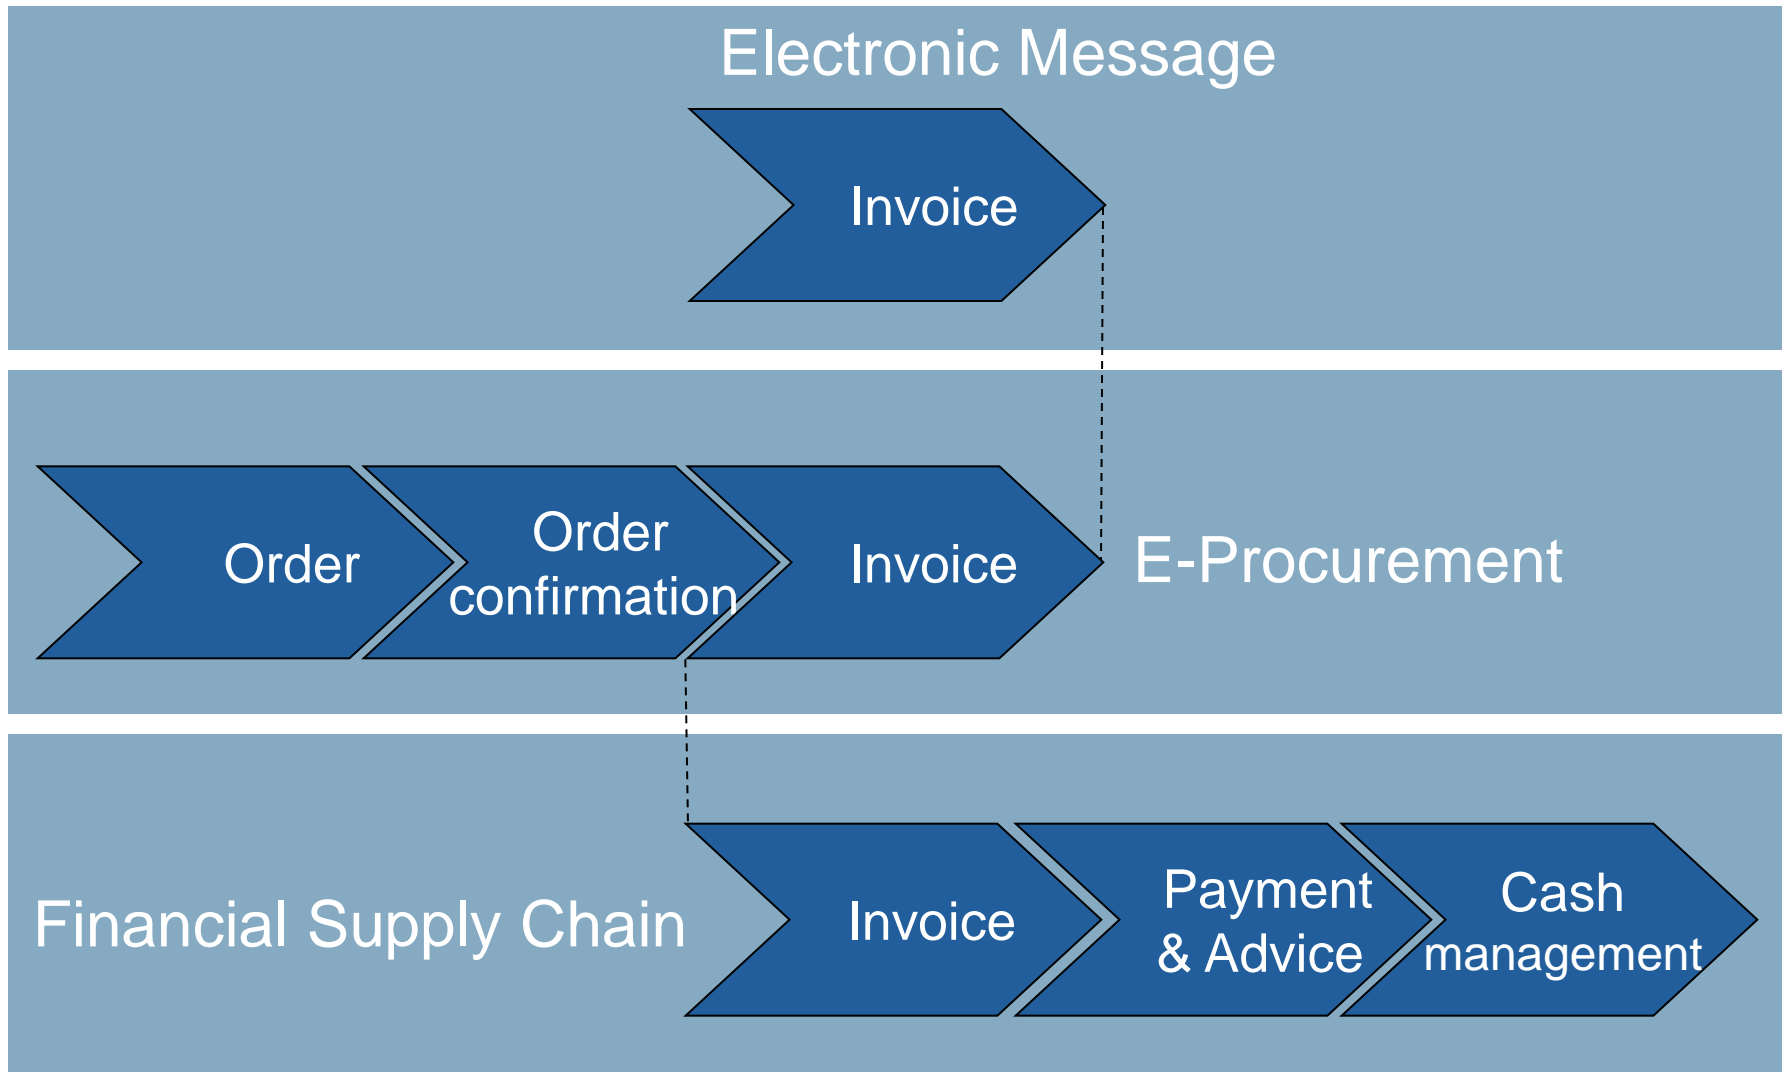 Electronic Message
Invoice
Order
Order
confirmation
Invoice
E-Procurement
Financial Supply Chain
Invoice
Payment
& Advice
Cash
management